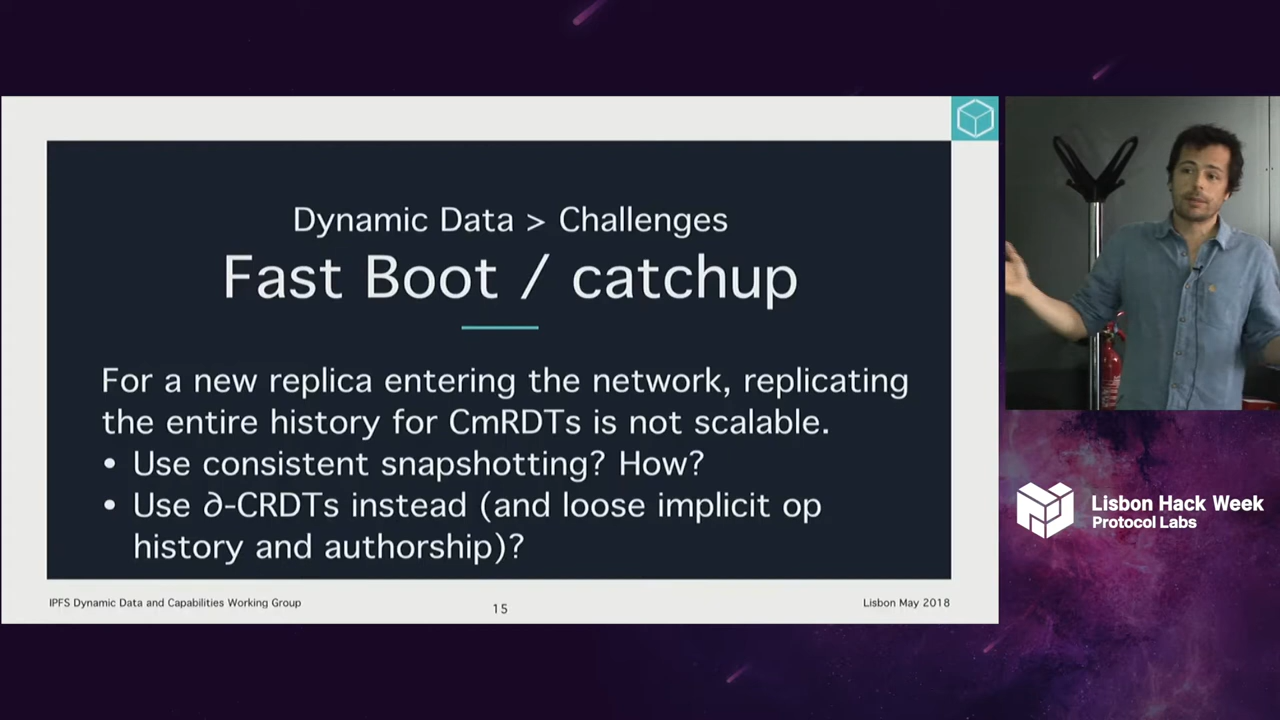 Dynamic Data > Challenges
Fast Boot / catchup
For a new replica entering the network, replicating
the entire history for CmRDTs is not scalable.
• Use consistent snapshotting? How?
• Use ∂-CRDTs instead (and loose implicit op
history and authorship)?
IPFS Dynamic Data and Capabilities Working Group
15
Lisbon May 2018
Lisbon Hack Week
Protocol Labs